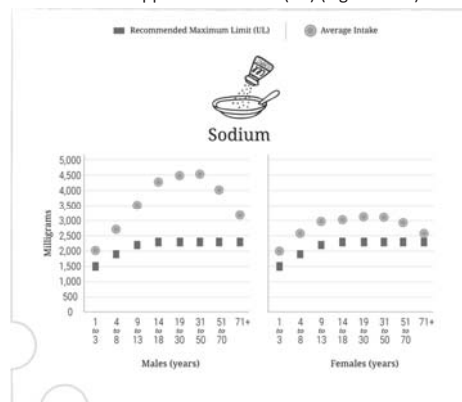 Recommended Maximum Limit (UL) Average Intake
Sodium
Milligrams
5,000
4,500
4,000
3,500
3,000
2,500
2,000
1,500
1,000
500
0
1 to 3 4 to 8 9 to 13 14 to 18 19 to 30 31 to 50 51 to 70 71+
1 to 3 4 to 8 9 to 13 14 to 18 19 to 30 31 to 50 51 to 70 71+
Males (years) Females (years)